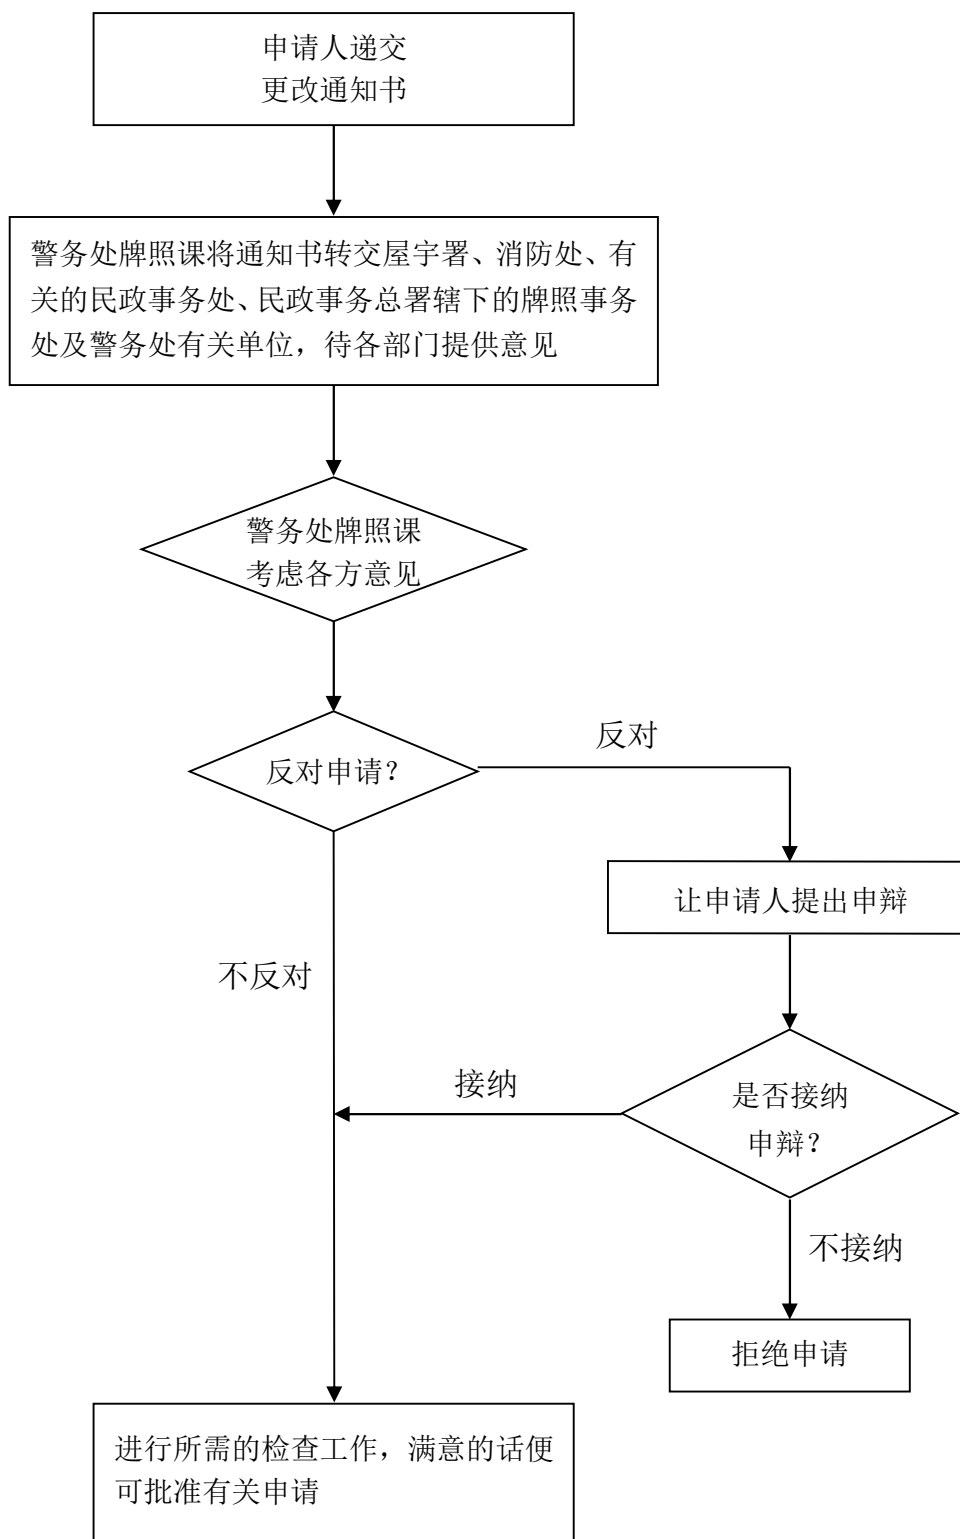 申请人递交
更改通知书
警务处牌照课将通知书转交屋宇署、消防处、有
关的民政事务处、民政事务总署辖下的牌照事务
处及警务处有关单位，待各部门提供意见
警务处牌照课
考虑各方意见
反对申请？
反对
让申请人提出申辩
不反对
接纳
是否接纳
申辩？
不接纳
拒绝申请
进行所需的检查工作，满意的话便
可批准有关申请